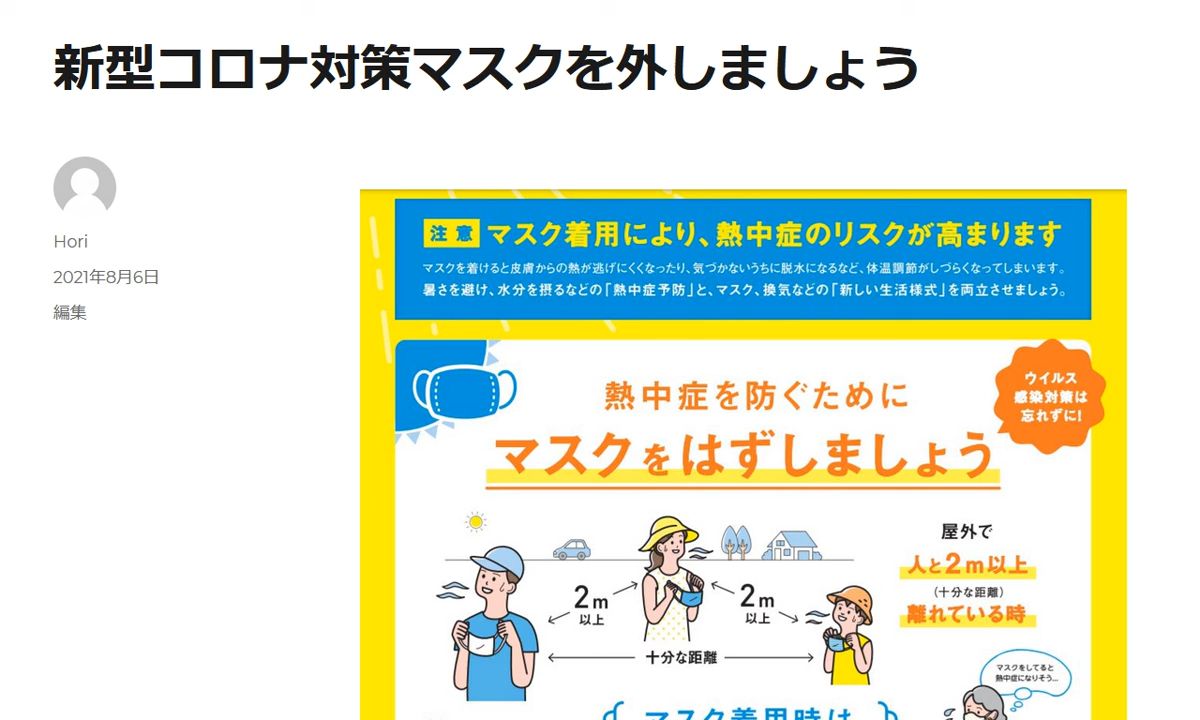 新型コロナ対策マスクを外しましょう
Hori
2021年8月6日
編集
注意 マスク着用により、熱中症のリスクが高まります
マスクを着けると皮膚からの熱が逃げにくくなったり、気づかないうちに脱水になるなど、体温調節がしづらくなってしまいます。
暑さを避け、水分を摂るなどの「熱中症予防」と、マスク、換気などの「新しい生活様式」を両立させましょう。
ウイルス
感染対策は
忘れずに!
熱中症を防ぐために
マスクをはずしましょう
屋外で
人と2m以上
(十分な距離)
離れている時
2m
以上
2m
以上
十分な距離
マスクをしてると
熱中症になりそう…
マスク着用時は